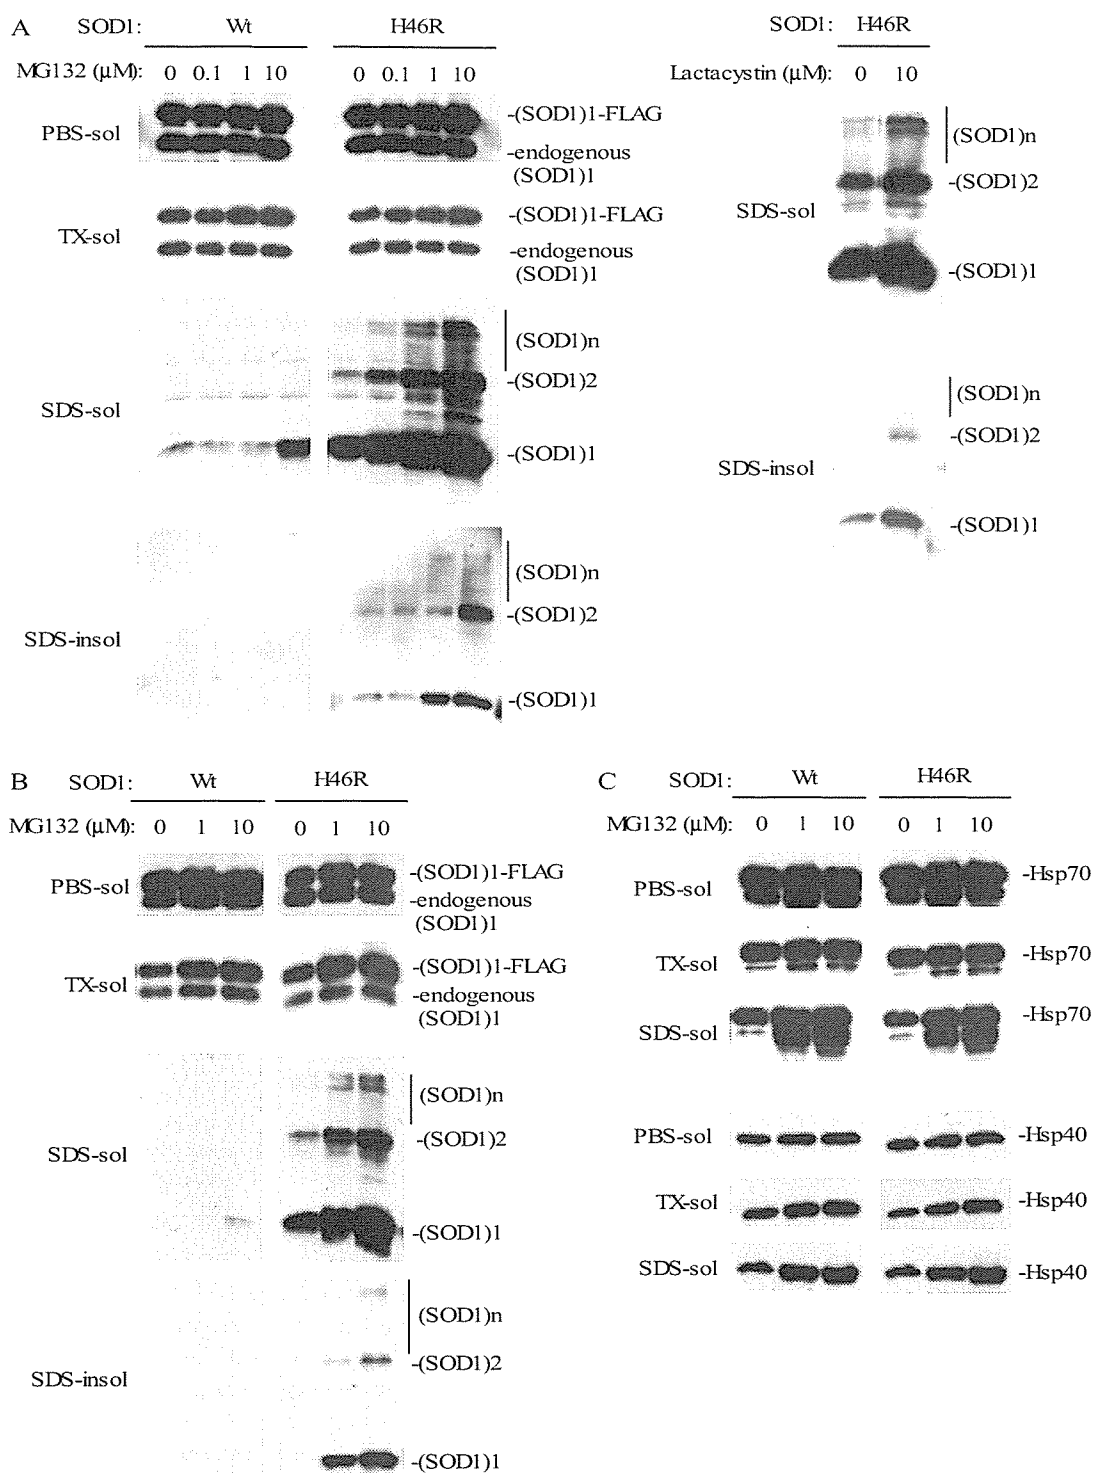 A SOD1: Wt H46R
MG132 (µM): 0 0.1 1 10 0 0.1 1 10
PBS-sol
-(SOD1)1-FLAG
-endogenous
(SOD1)1
TX-sol
-(SOD1)1-FLAG
-endogenous
(SOD1)1
SDS-sol
(SOD1)n
-(SOD1)2
-(SOD1)1
SDS-insol
(SOD1)n
-(SOD1)2
-(SOD1)1
SOD1: H46R
Lactacystin (µM): 0 10
SDS-sol
(SOD1)n
-(SOD1)2
-(SOD1)1
SDS-insol
(SOD1)n
-(SOD1)2
-(SOD1)1
B SOD1: Wt H46R
MG132 (µM): 0 1 10 0 1 10
PBS-sol
-(SOD1)1-FLAG
-endogenous
(SOD1)1
TX-sol
-(SOD1)1-FLAG
-endogenous
(SOD1)1
SDS-sol
(SOD1)n
-(SOD1)2
-(SOD1)1
SDS-insol
(SOD1)n
-(SOD1)2
-(SOD1)1
C SOD1: Wt H46R
MG132 (µM): 0 1 10 0 1 10
PBS-sol -Hsp70
TX-sol -Hsp70
SDS-sol -Hsp70
PBS-sol -Hsp40
TX-sol -Hsp40
SDS-sol -Hsp40